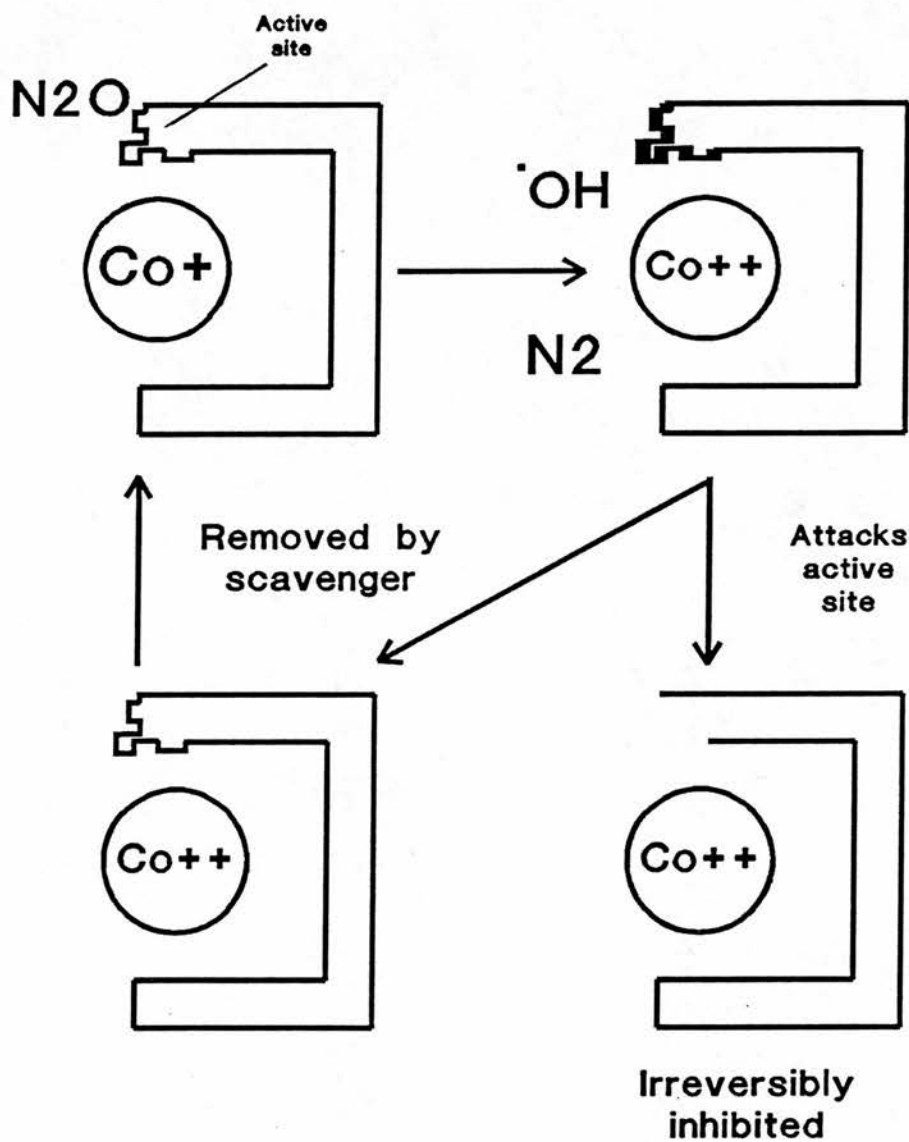 Active
site
N2O
Co+
·OH
N2
Co++
Removed by
scavenger
Attacks
active
site
Co++
Co++
Irreversibly
inhibited